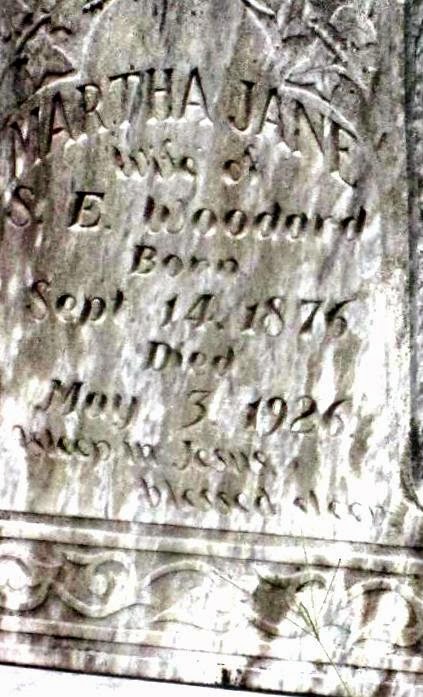 MARTHA JANE
Wife of
S. E. Woodard
Born
Sept. 14, 1876
Died
May 3, 1926
Asleep in Jesus,
blessed sleep